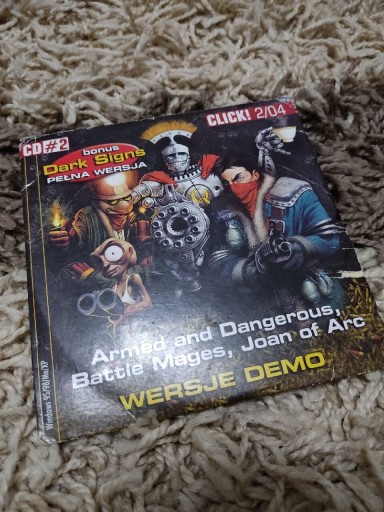 CD#2
CLICK! 2/04
bonus
Dark Signs
PEŁNA WERSJA
Armed and Dangerous,
Battle Mages, Joan of Arc
WERSJE DEMO
Windows 95/98/Me/XP